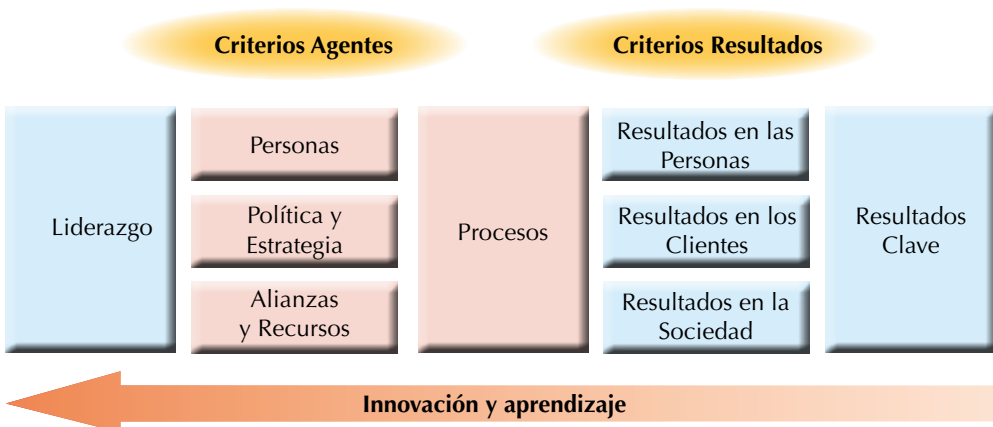 Criterios Agentes
Criterios Resultados
Liderazgo
Personas
Política y
Estrategia
Alianzas
y Recursos
Procesos
Resultados en las
Personas
Resultados en los
Clientes
Resultados en la
Sociedad
Resultados
Clave
Innovación y aprendizaje